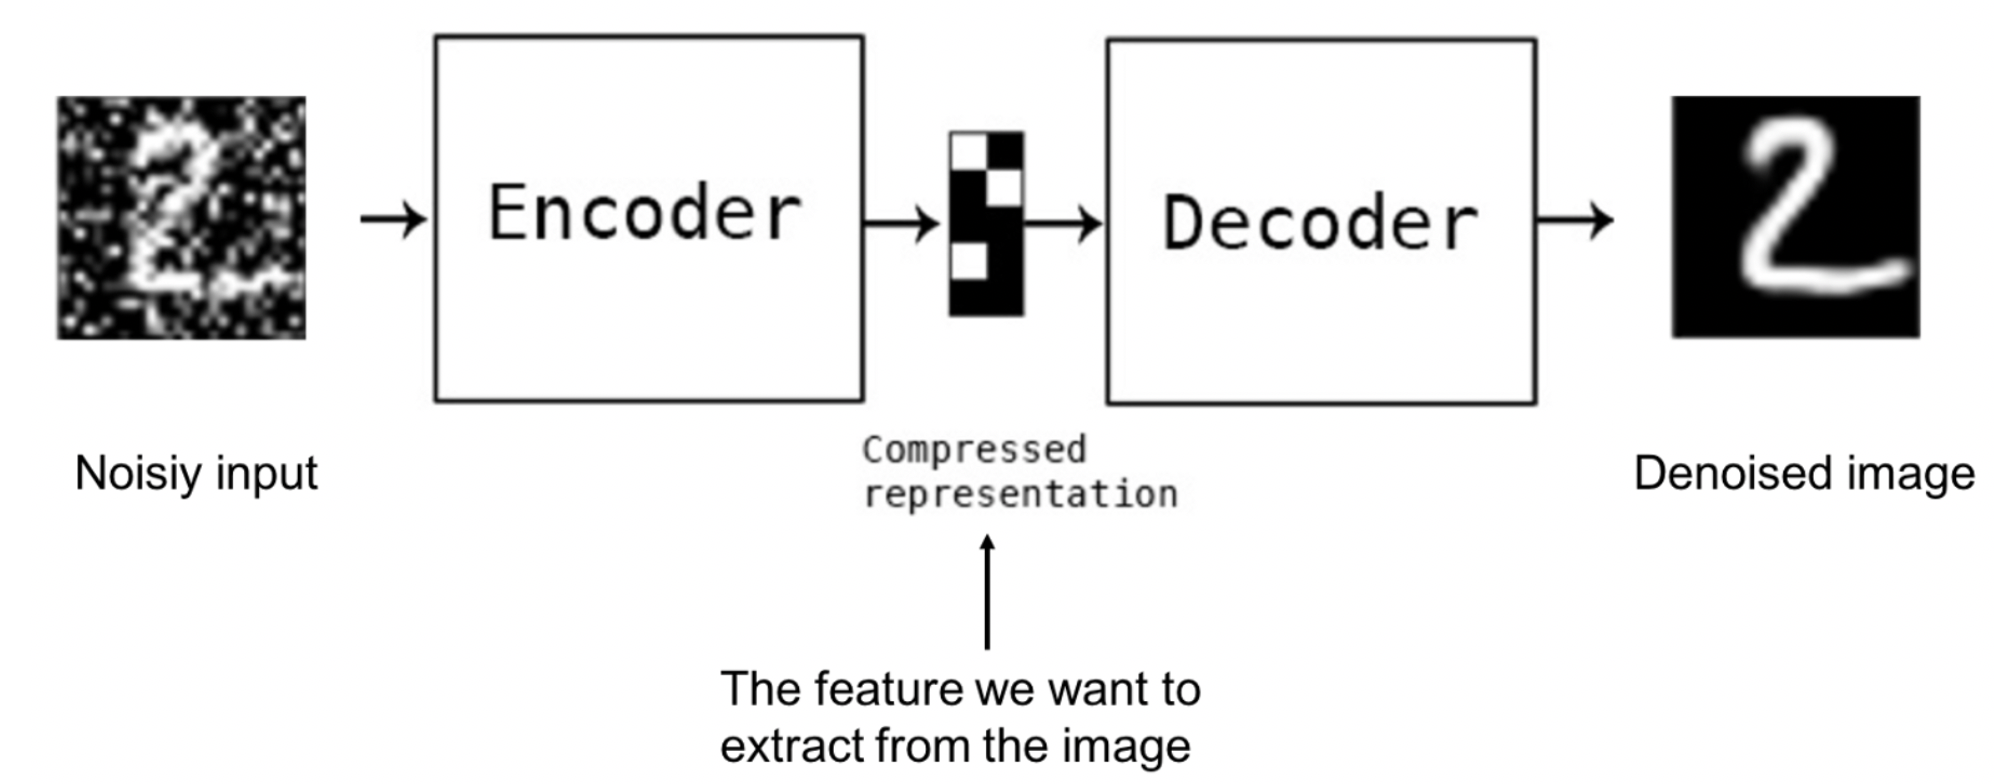 Encoder
Decoder
Noisiy input
Compressed
representation
Denoised image
The feature we want to
extract from the image